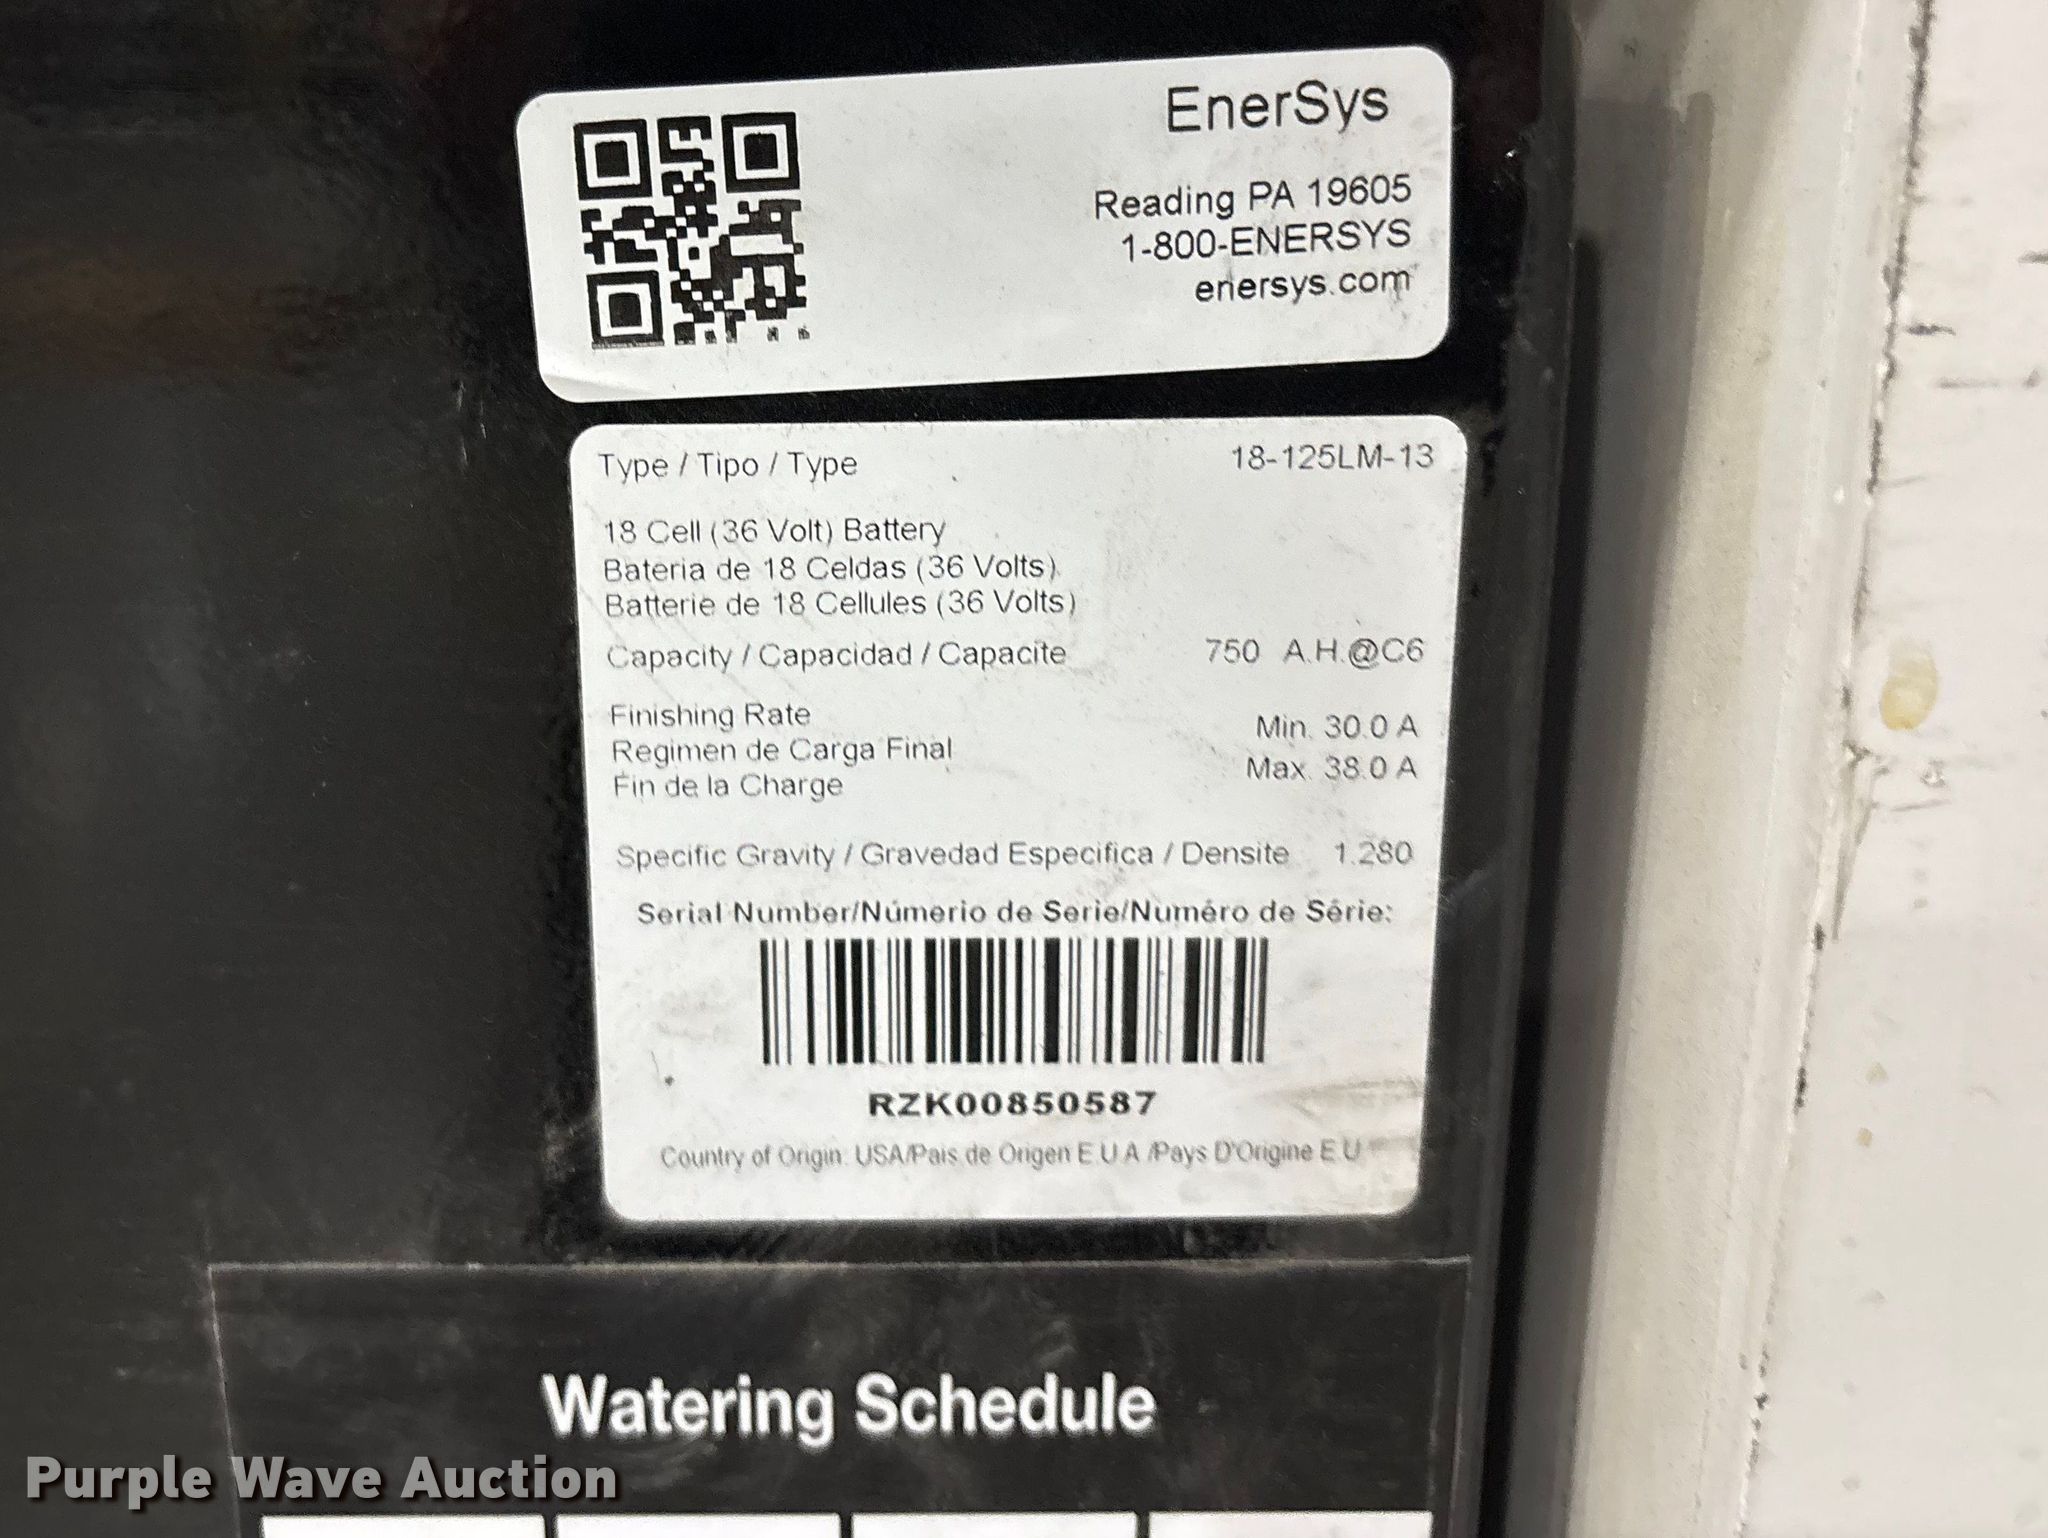 EnerSys
Reading PA 19605
1-800-ENERSYS
enersys.com
Type / Tipo / Type 18-125LM-13
18 Cell (36 Volt) Battery
Bateria de 18 Celdas (36 Volts)
Batterie de 18 Cellules (36 Volts)
Capacity / Capacidad / Capacite 750 A.H.@C6
Finishing Rate
Regimen de Carga Final
Fin de la Charge
Min. 30.0 A
Max. 38.0 A
Specific Gravity / Gravedad Especifica / Densite 1.280
Serial Number/Númerio de Serie/Numéro de Série:
RZK00850587
Country of Origin: USA/Pais de Origen E.U.A /Pays D'Origine E.U
Watering Schedule
Purple Wave Auction